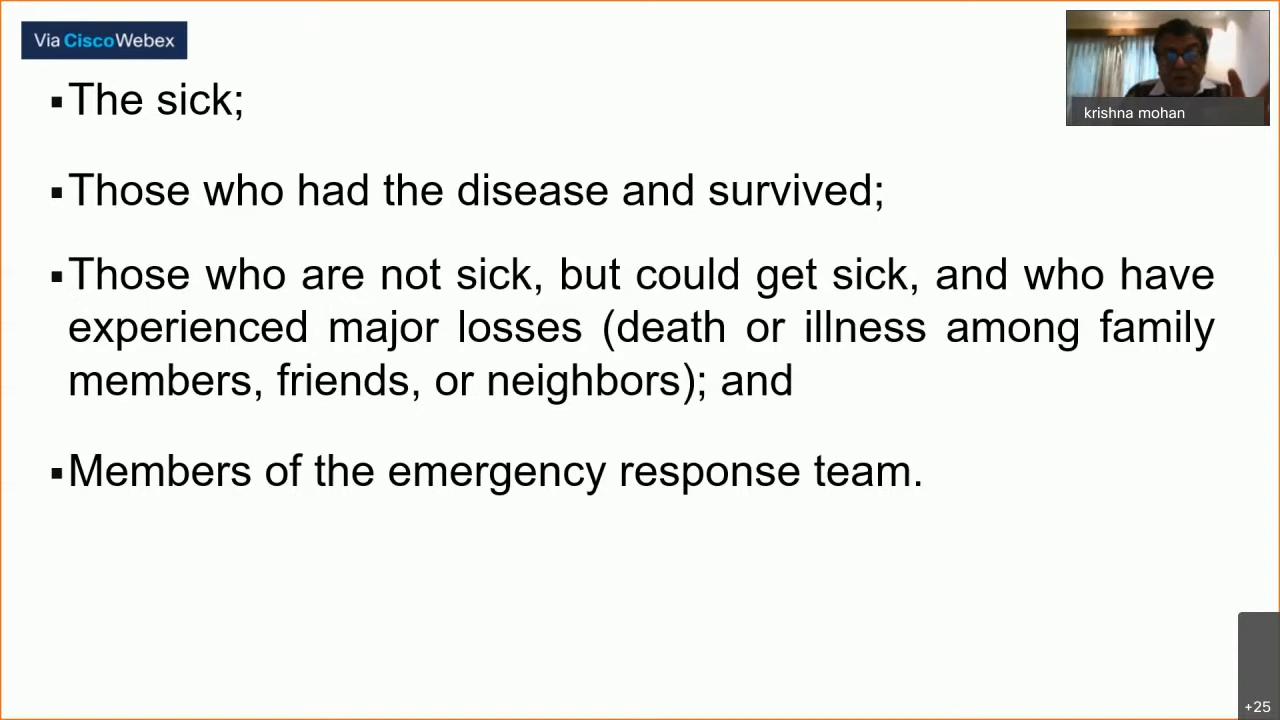 Via Cisco Webex
▪The sick;
krishna mohan
▪Those who had the disease and survived;
▪Those who are not sick, but could get sick, and who have
experienced major losses (death or illness among family
members, friends, or neighbors); and
▪Members of the emergency response team.
+25